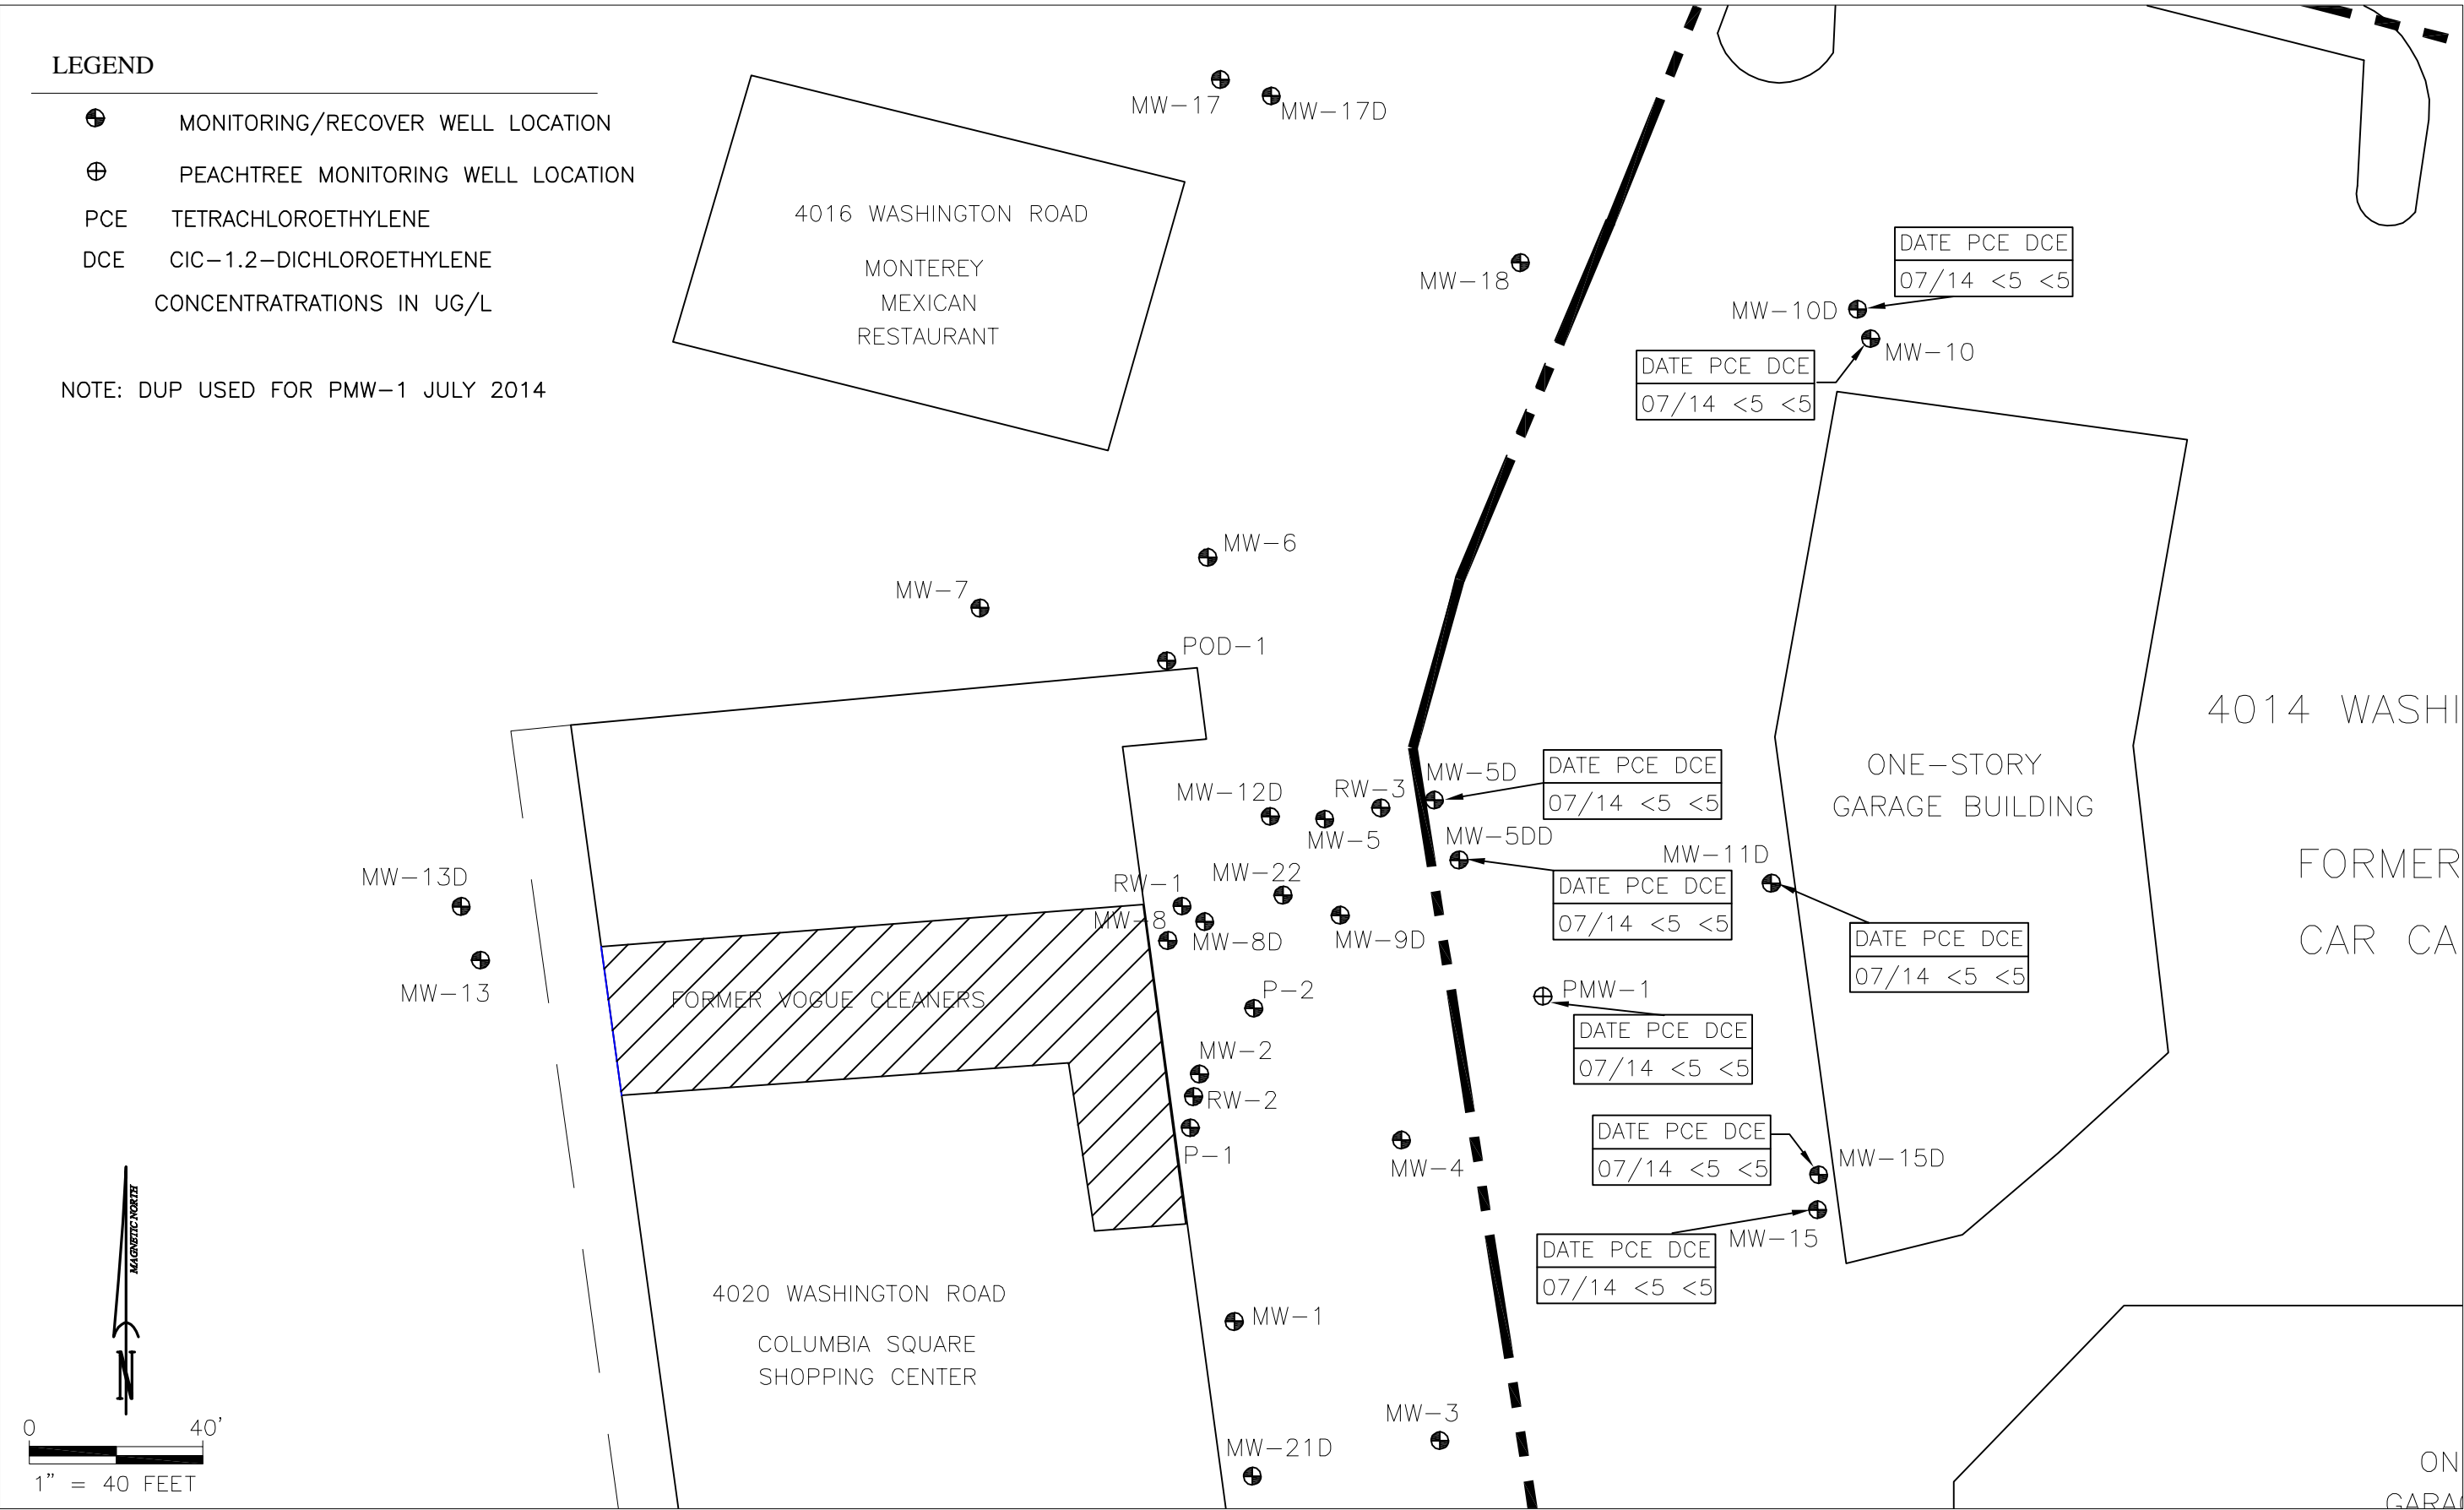 LEGEND
MONITORING/RECOVER WELL LOCATION
PEACHTREE MONITORING WELL LOCATION
PCE TETRACHLOROETHYLENE
DCE CIC-1.2-DICHLOROETHYLENE
CONCENTRATRATIONS IN UG/L
NOTE: DUP USED FOR PMW-1 JULY 2014
MW-17
MW-17D
4016 WASHINGTON ROAD
MONTEREY
MEXICAN
RESTAURANT
MW-18
DATE PCE DCE
07/14 <5 <5
MW-10D
MW-10
DATE PCE DCE
07/14 <5 <5
MW-6
MW-7
POD-1
4014 WASHI
ONE-STORY
GARAGE BUILDING
FORMER
CAR CA
MW-12D
RW-3
MW-5
MW-5D
DATE PCE DCE
07/14 <5 <5
MW-5DD
DATE PCE DCE
07/14 <5 <5
MW-11D
DATE PCE DCE
07/14 <5 <5
MW-13D
MW-13
RW-1
MW-22
MW-8
MW-8D
MW-9D
FORMER VOGUE CLEANERS
P-2
PMW-1
DATE PCE DCE
07/14 <5 <5
MW-2
RW-2
P-1
MW-4
DATE PCE DCE
07/14 <5 <5
MW-15D
MW-15
DATE PCE DCE
07/14 <5 <5
4020 WASHINGTON ROAD
COLUMBIA SQUARE
SHOPPING CENTER
MW-1
MW-3
MW-21D
MAGNETIC NORTH
N
0 40'
1" = 40 FEET
ON
GARA